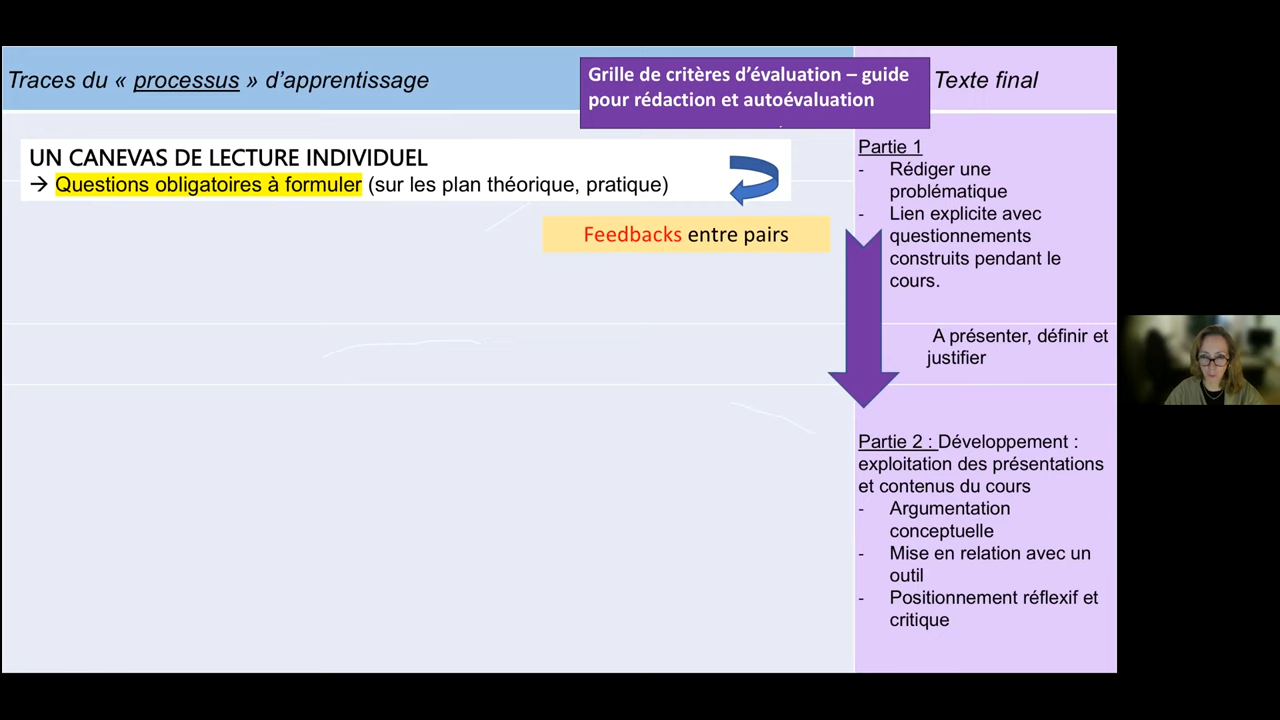 Traces du « processus » d’apprentissage
Grille de critères d’évaluation – guide
pour rédaction et autoévaluation
Texte final
UN CANEVAS DE LECTURE INDIVIDUEL
→ Questions obligatoires à formuler (sur les plan théorique, pratique)
Feedbacks entre pairs
Partie 1
- Rédiger une
problématique
- Lien explicite avec
questionnements
construits pendant le
cours.
A présenter, définir et
justifier
Partie 2 : Développement :
exploitation des présentations
et contenus du cours
- Argumentation
conceptuelle
- Mise en relation avec un
outil
- Positionnement réflexif et
critique